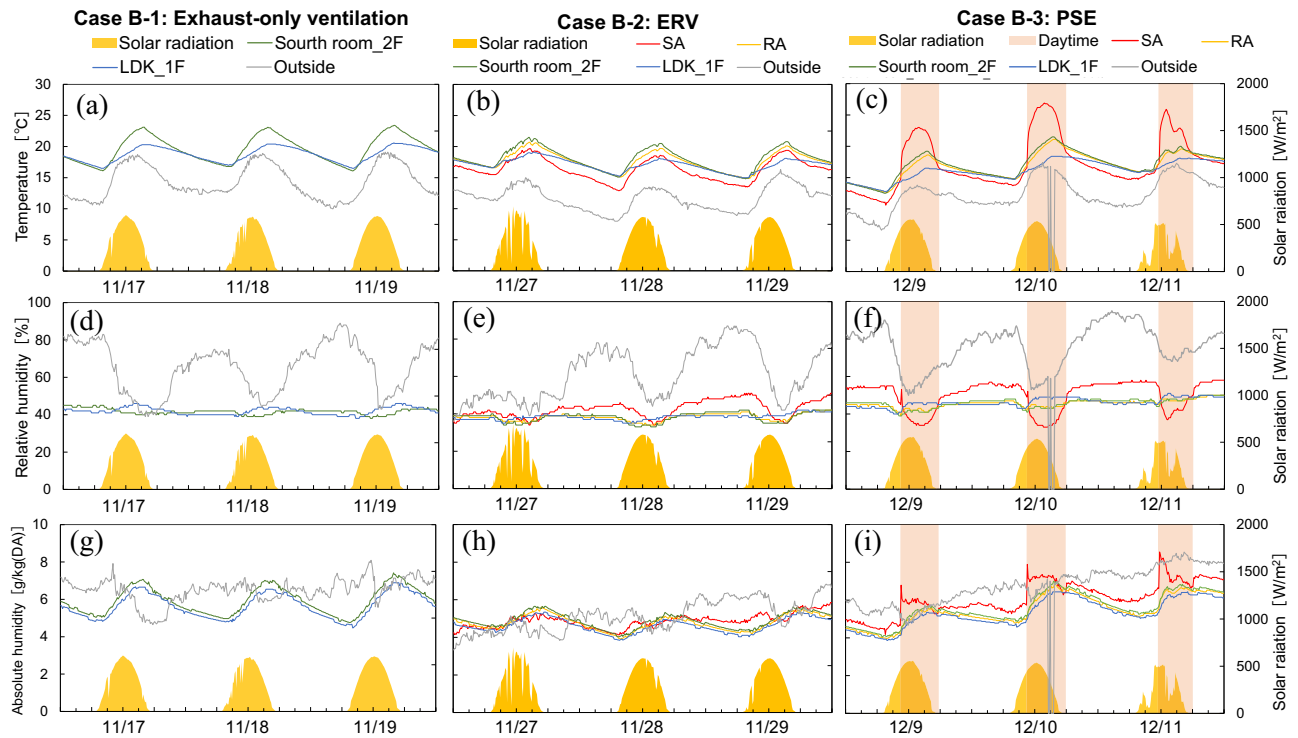 Case B-1: Exhaust-only ventilation
Solar radiation
Sourth room_2F
LDK_1F
Outside
Case B-2: ERV
Solar radiation
SA
RA
Sourth room_2F
LDK_1F
Outside
Case B-3: PSE
Solar radiation
Daytime
SA
RA
Sourth room_2F
LDK_1F
Outside
Temperature [℃]
30
25
20
15
10
5
0
(a)
11/17
11/18
11/19
(b)
11/27
11/28
11/29
(c)
12/9
12/10
12/11
2000
1500
1000
500
0
Solar raiation [W/m²]
Relative humidity [%]
100
80
60
40
20
0
(d)
11/17
11/18
11/19
(e)
11/27
11/28
11/29
(f)
12/9
12/10
12/11
2000
1500
1000
500
0
Solar raiation [W/m²]
Absolute humidity [g/kg(DA)]
10
8
6
4
2
0
(g)
11/17
11/18
11/19
(h)
11/27
11/28
11/29
(i)
12/9
12/10
12/11
2000
1500
1000
500
0
Solar raiation [W/m²]